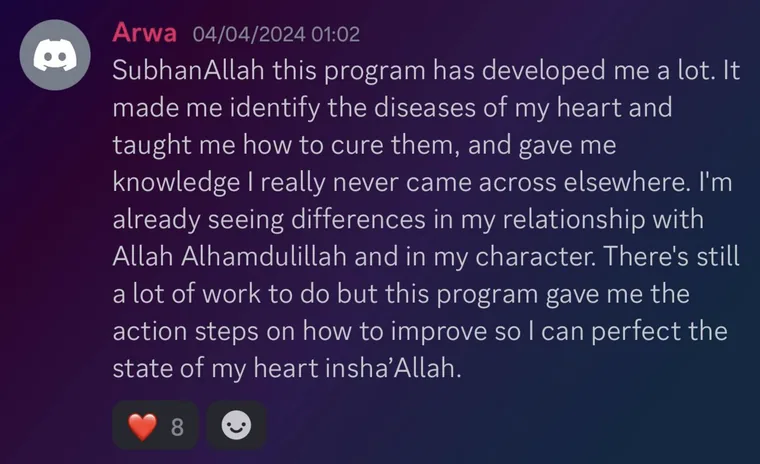 Arwa 04/04/2024 01:02
SubhanAllah this program has developed me a lot. It
made me identify the diseases of my heart and
taught me how to cure them, and gave me
knowledge I really never came across elsewhere. I'm
already seeing differences in my relationship with
Allah Alhamdulillah and in my character. There's still
a lot of work to do but this program gave me the
action steps on how to improve so I can perfect the
state of my heart insha’Allah.
8